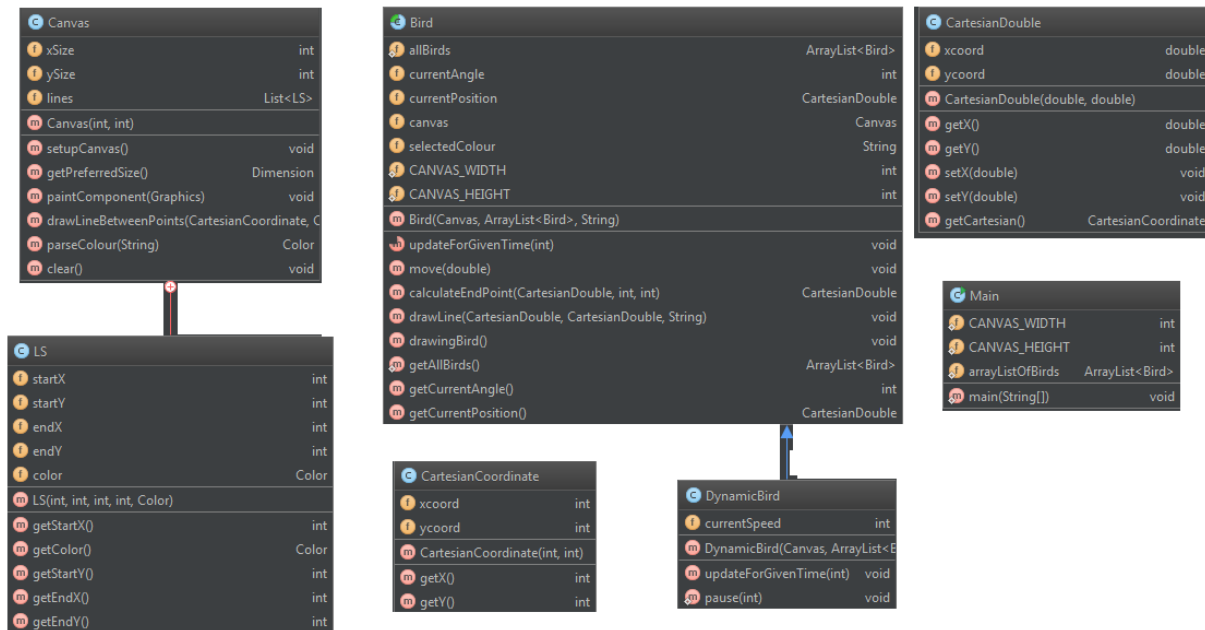 Canvas
xSize int
ySize int
lines List<LS>
Canvas(int, int)
setupCanvas() void
getPreferredSize() Dimension
paintComponent(Graphics) void
drawLineBetweenPoints(CartesianCoordinate, C
parseColour(String) Color
clear() void
LS
startX int
startY int
endX int
endY int
color Color
LS(int, int, int, int, Color)
getStartX() int
getColor() Color
getStartY() int
getEndX() int
getEndY() int
Bird
allBirds ArrayList<Bird>
currentAngle int
currentPosition CartesianDouble
canvas Canvas
selectedColour String
CANVAS_WIDTH int
CANVAS_HEIGHT int
Bird(Canvas, ArrayList<Bird>, String)
updateForGivenTime(int) void
move(double) void
calculateEndPoint(CartesianDouble, int, int) CartesianDouble
drawLine(CartesianDouble, CartesianDouble, String) void
drawingBird() void
getAllBirds() ArrayList<Bird>
getCurrentAngle() int
getCurrentPosition() CartesianDouble
CartesianCoordinate
xcoord int
ycoord int
CartesianCoordinate(int, int)
getX() int
getY() int
DynamicBird
currentSpeed int
DynamicBird(Canvas, ArrayList<E
updateForGivenTime(int) void
pause(int) void
CartesianDouble
xcoord double
ycoord double
CartesianDouble(double, double)
getX() double
getY() double
setX(double) void
setY(double) void
getCartesian() CartesianCoordinate
Main
CANVAS_WIDTH int
CANVAS_HEIGHT int
arrayListOfBirds ArrayList<Bird>
main(String[]) void